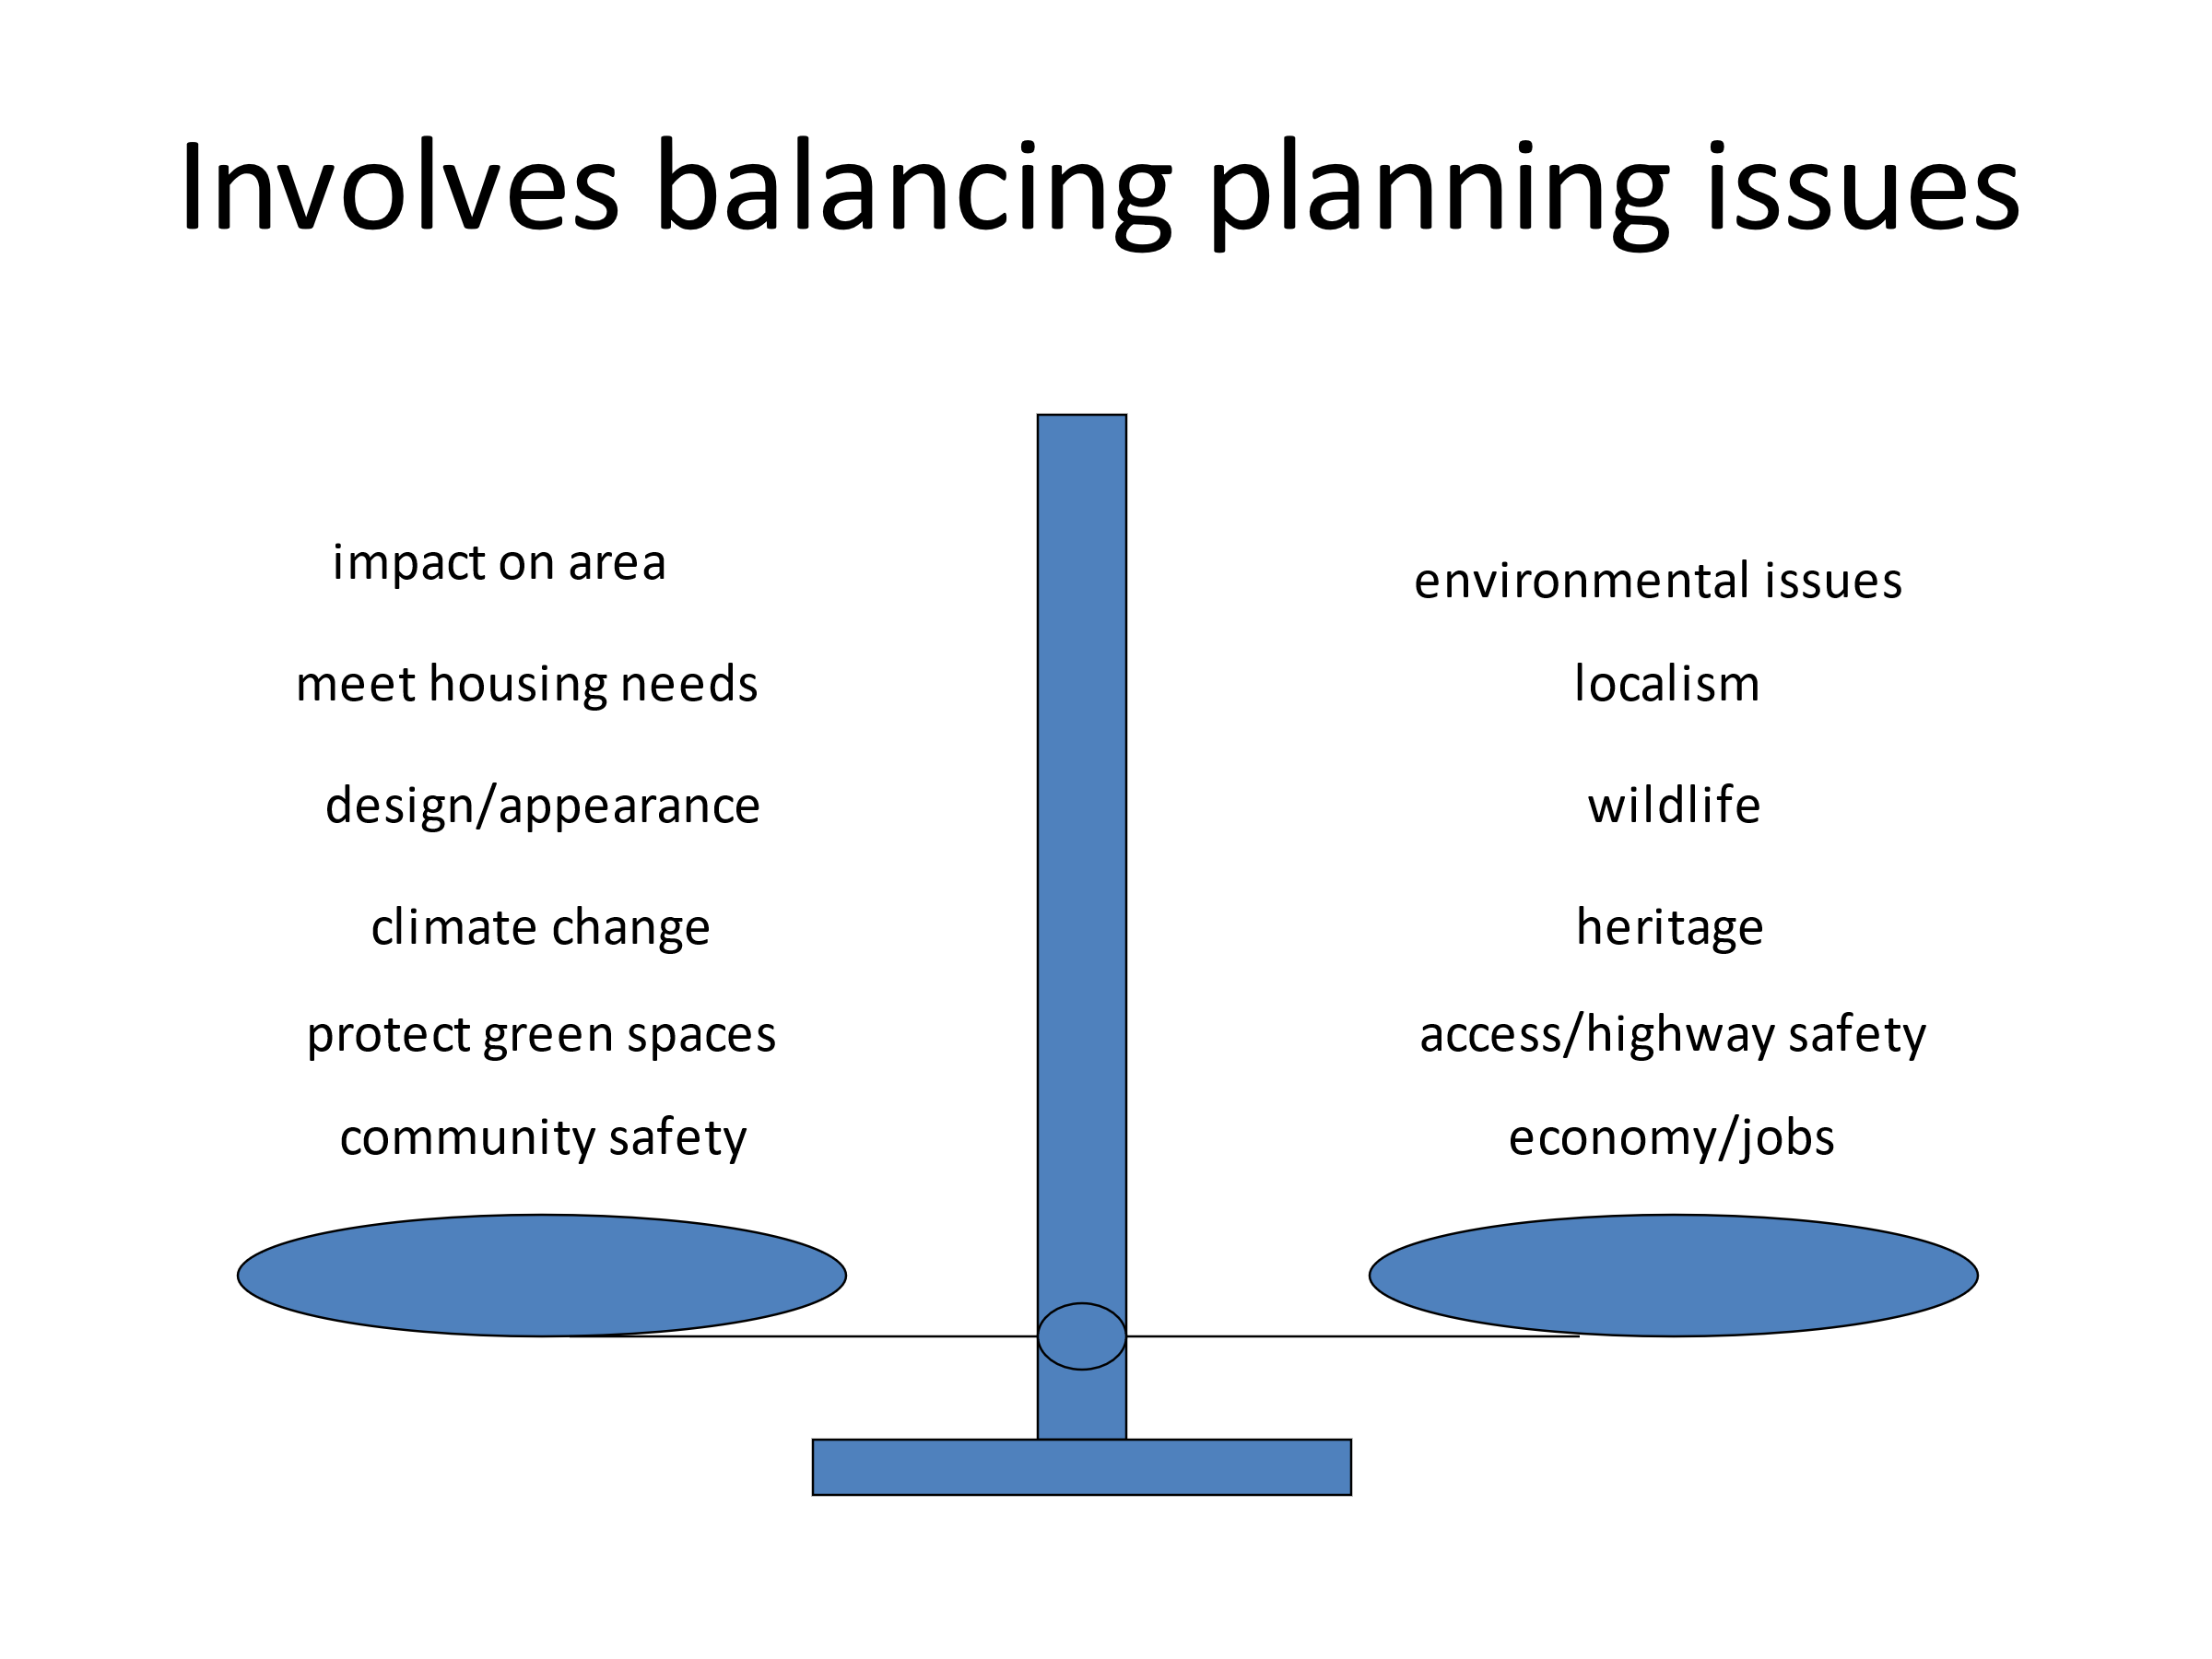 Involves balancing planning issues
impact on area
meet housing needs
design/appearance
climate change
protect green spaces
community safety
environmental issues
localism
wildlife
heritage
access/highway safety
economy/jobs